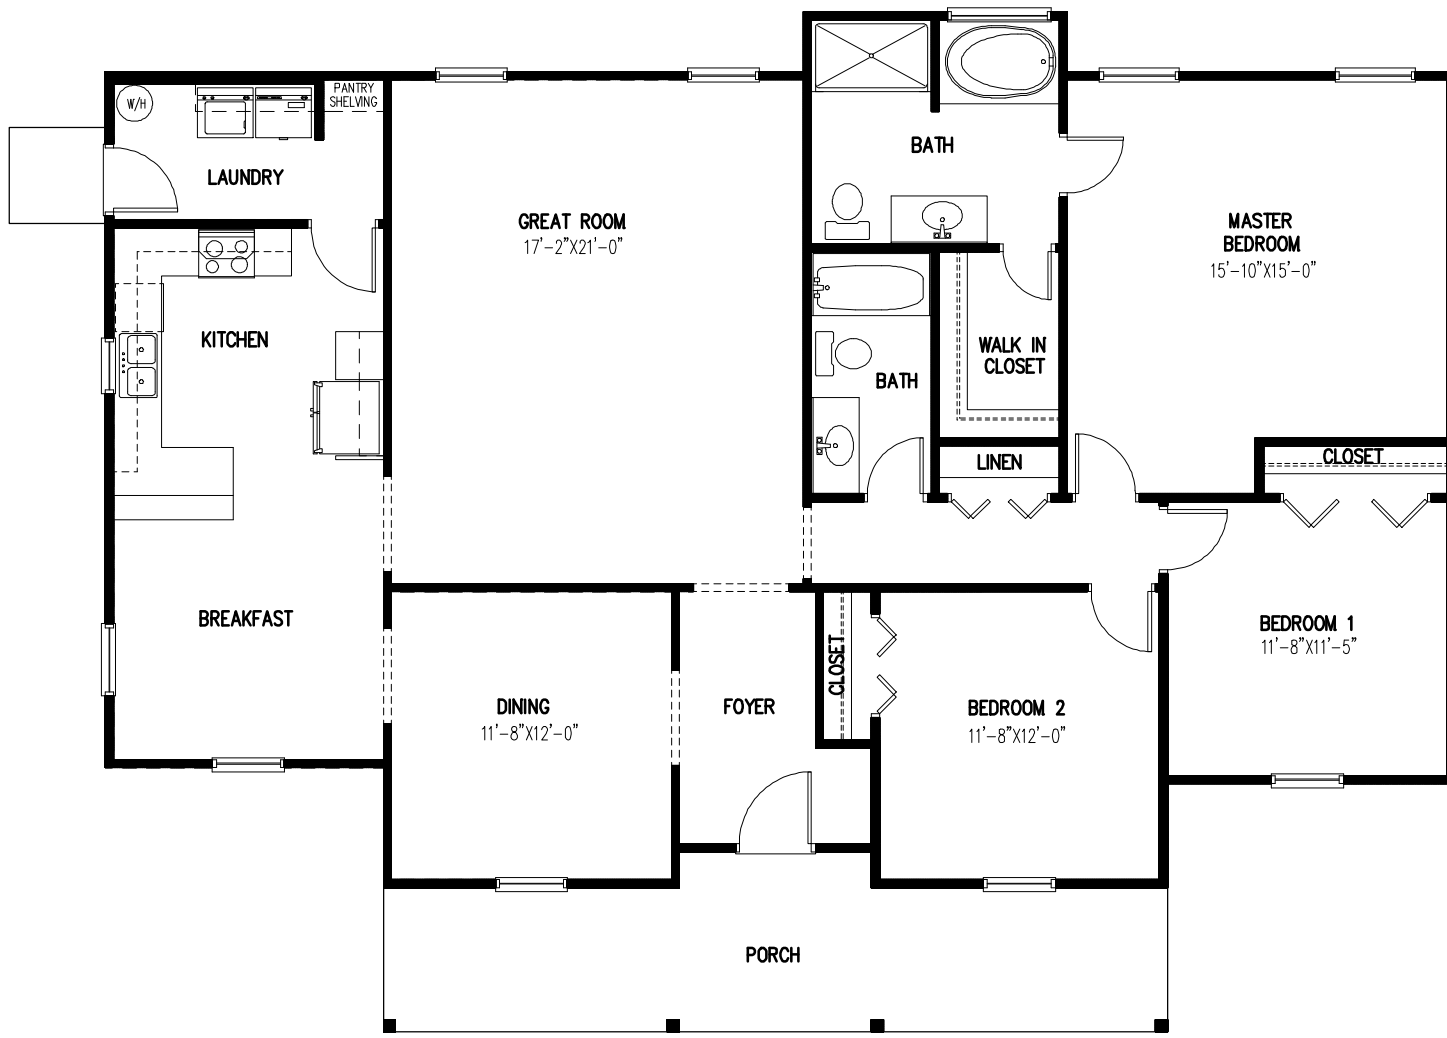 PANTRY
SHELVING
W/H
LAUNDRY
BATH
GREAT ROOM
17'-2"X21'-0"
MASTER
BEDROOM
15'-10"X15'-0"
KITCHEN
WALK IN
CLOSET
BATH
LINEN
CLOSET
BREAKFAST
BEDROOM 1
11'-8"X11'-5"
CLOSET
DINING
11'-8"X12'-0"
FOYER
BEDROOM 2
11'-8"X12'-0"
PORCH